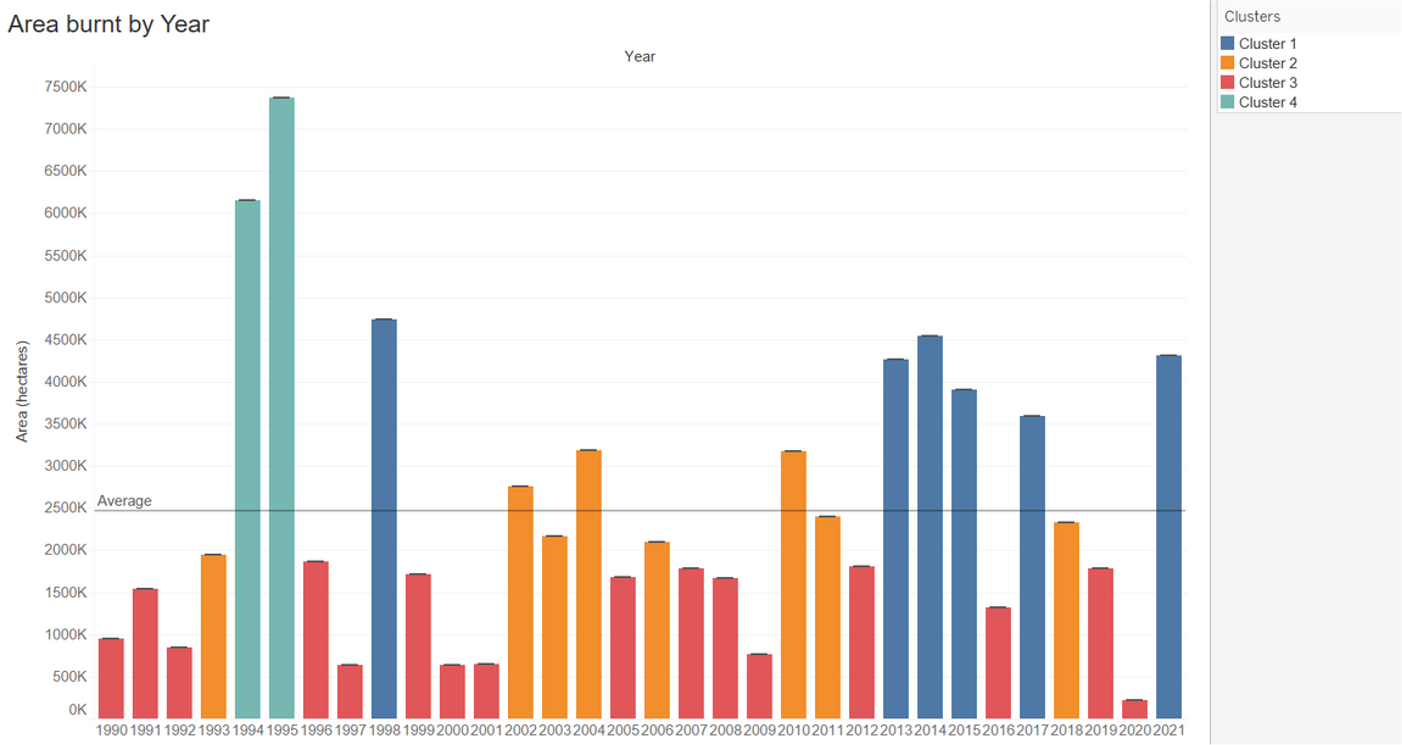 Area burnt by Year
Clusters
Cluster 1
Cluster 2
Cluster 3
Cluster 4
Year
7500K
7000K
6500K
6000K
5500K
5000K
4500K
4000K
3500K
3000K
2500K
2000K
1500K
1000K
500K
0K
Area (hectares)
Average
1990 1991 1992 1993 1994 1995 1996 1997 1998 1999 2000 2001 2002 2003 2004 2005 2006 2007 2008 2009 2010 2011 2012 2013 2014 2015 2016 2017 2018 2019 2020 2021